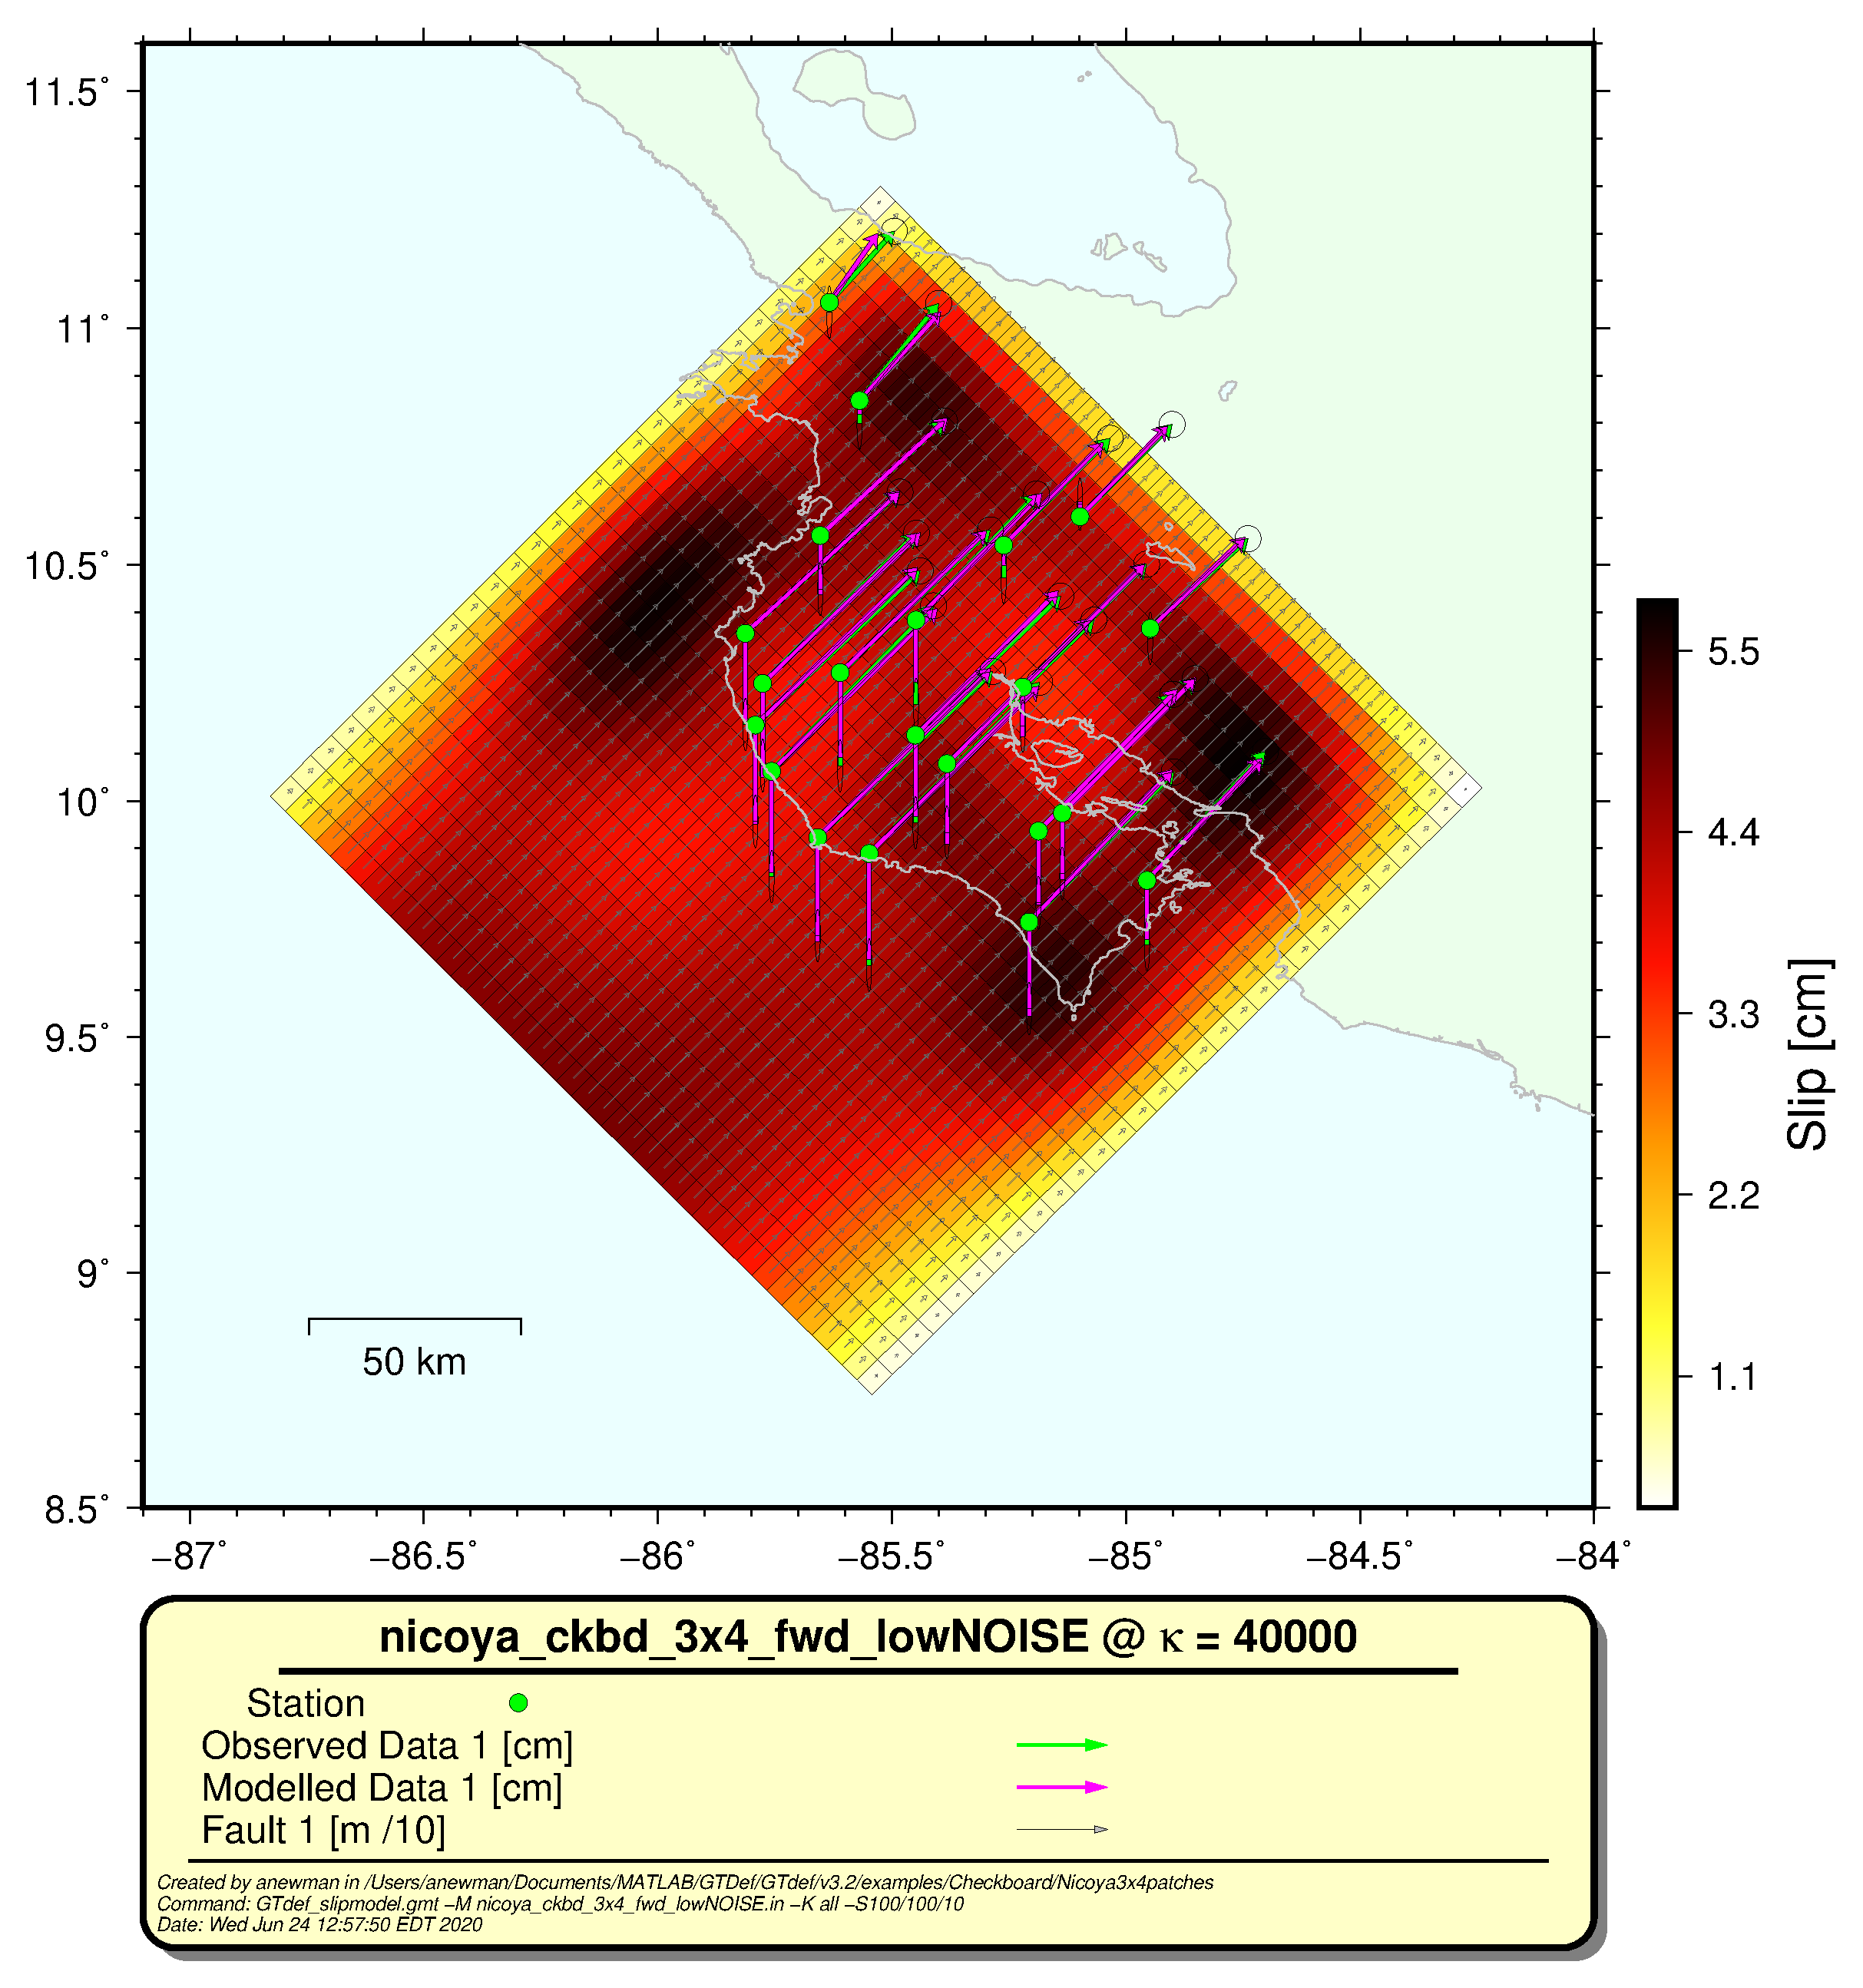 11.5°
11°
10.5°
10°
9.5°
9°
8.5°
−87°
−86.5°
−86°
−85.5°
−85°
−84.5°
−84°
50 km
5.5
4.4
3.3
2.2
1.1
Slip [cm]
nicoya_ckbd_3x4_fwd_lowNOISE @ κ = 40000
Station
Observed Data 1 [cm]
Modelled Data 1 [cm]
Fault 1 [m /10]
Created by anewman in /Users/anewman/Documents/MATLAB/GTDef/GTdef/v3.2/examples/Checkboard/Nicoya3x4patches
Command: GTdef_slipmodel.gmt −M nicoya_ckbd_3x4_fwd_lowNOISE.in −K all −S100/100/10
Date: Wed Jun 24 12:57:50 EDT 2020